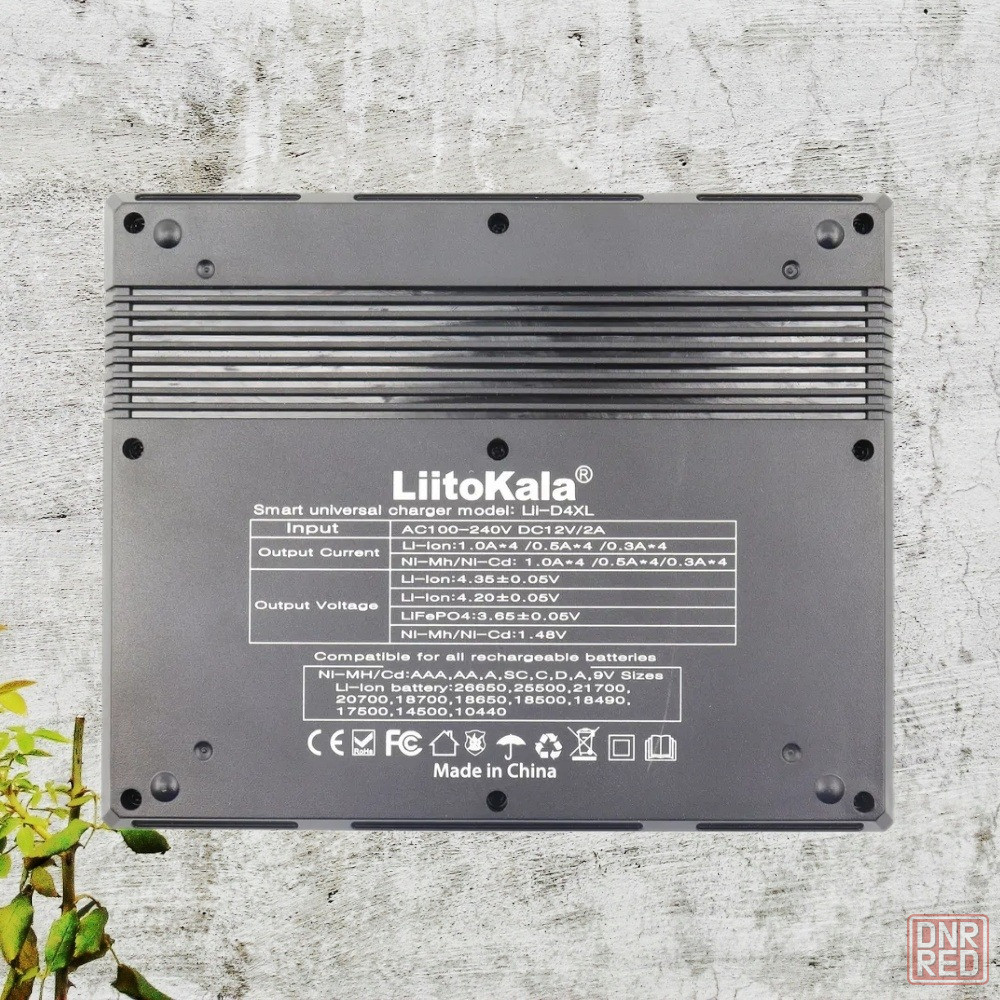 LiitoKala®
Smart universal charger model: Lii-D4XL
Input AC100-240V DC12V/2A
Output Current Li-Ion:1.0A*4 /0.5A*4 /0.3A*4
Ni-Mh/Ni-Cd: 1.0A*4 /0.5A*4/0.3A*4
Output Voltage Li-Ion:4.35±0.05V
Li-Ion:4.20±0.05V
LiFePO4:3.65±0.05V
Ni-Mh/Ni-Cd:1.48V
Compatible for all rechargeable batteries
Ni-MH/Cd:AAA,AA,A,SC,C,D,A,9V Sizes
Li-ion battery:26650,25500,21700,
20700,18700,18650,18500,18490,
17500,14500,10440
CE RoHS FC
Made in China
DNR
RED